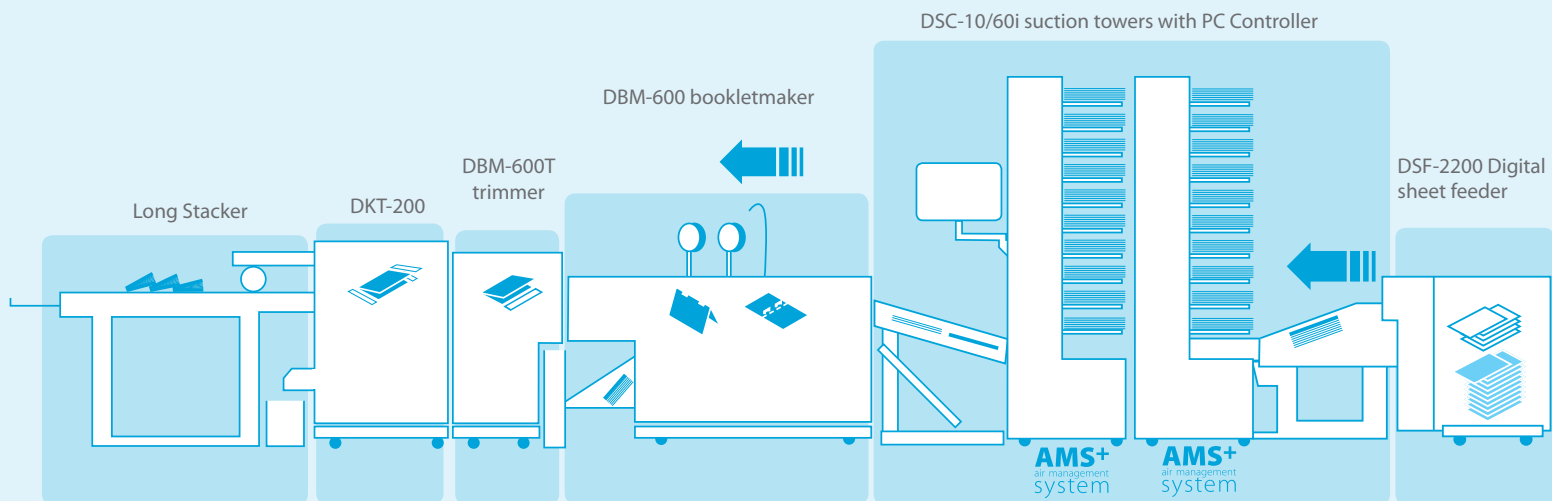 DSC-10/60i suction towers with PC Controller
DBM-600 bookletmaker
DBM-600T
trimmer
DSF-2200 Digital
sheet feeder
Long Stacker
DKT-200
AMS+
air management
system
AMS+
air management
system